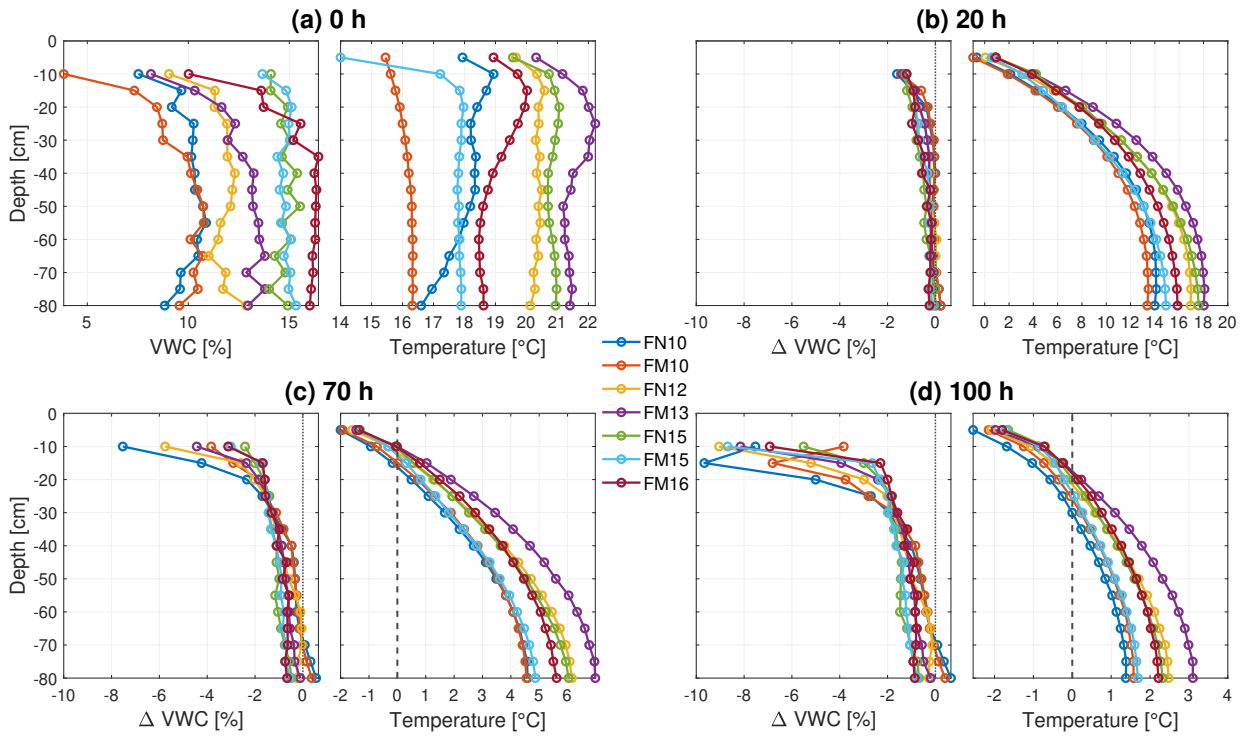 (a) 0 h
(b) 20 h
0
-10
-20
-30
-40
-50
-60
-70
-80
Depth [cm]
5 10 15
VWC [%]
14 15 16 17 18 19 20 21 22
Temperature [°C]
-10 -8 -6 -4 -2 0
Δ VWC [%]
0 2 4 6 8 10 12 14 16 18 20
Temperature [°C]
FN10
FM10
FN12
FM13
FN15
FM15
FM16
(c) 70 h
(d) 100 h
0
-10
-20
-30
-40
-50
-60
-70
-80
Depth [cm]
-10 -8 -6 -4 -2 0
Δ VWC [%]
-2 -1 0 1 2 3 4 5 6 7
Temperature [°C]
-10 -8 -6 -4 -2 0
Δ VWC [%]
-2 -1 0 1 2 3 4
Temperature [°C]